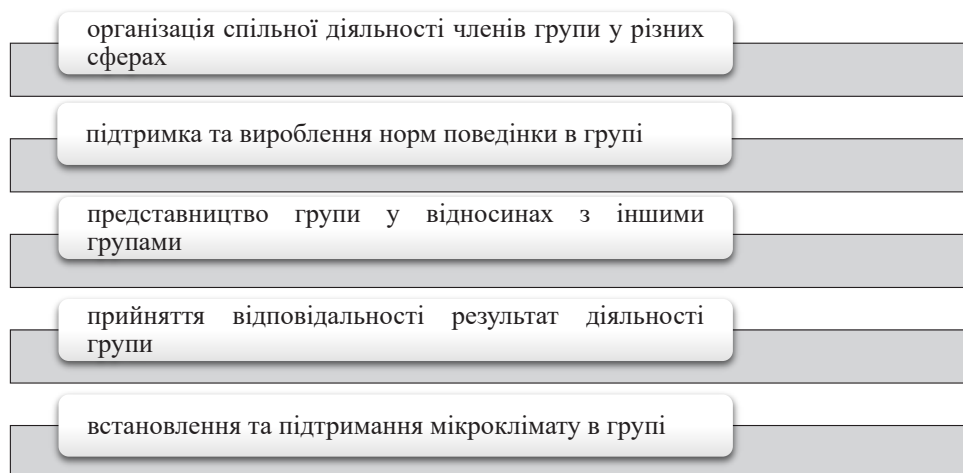 організація спільної діяльності членів групи у різних
сферах
підтримка та вироблення норм поведінки в групі
представництво групи у відносинах з іншими
групами
прийняття відповідальності результат діяльності
групи
встановлення та підтримання мікроклімату в групі